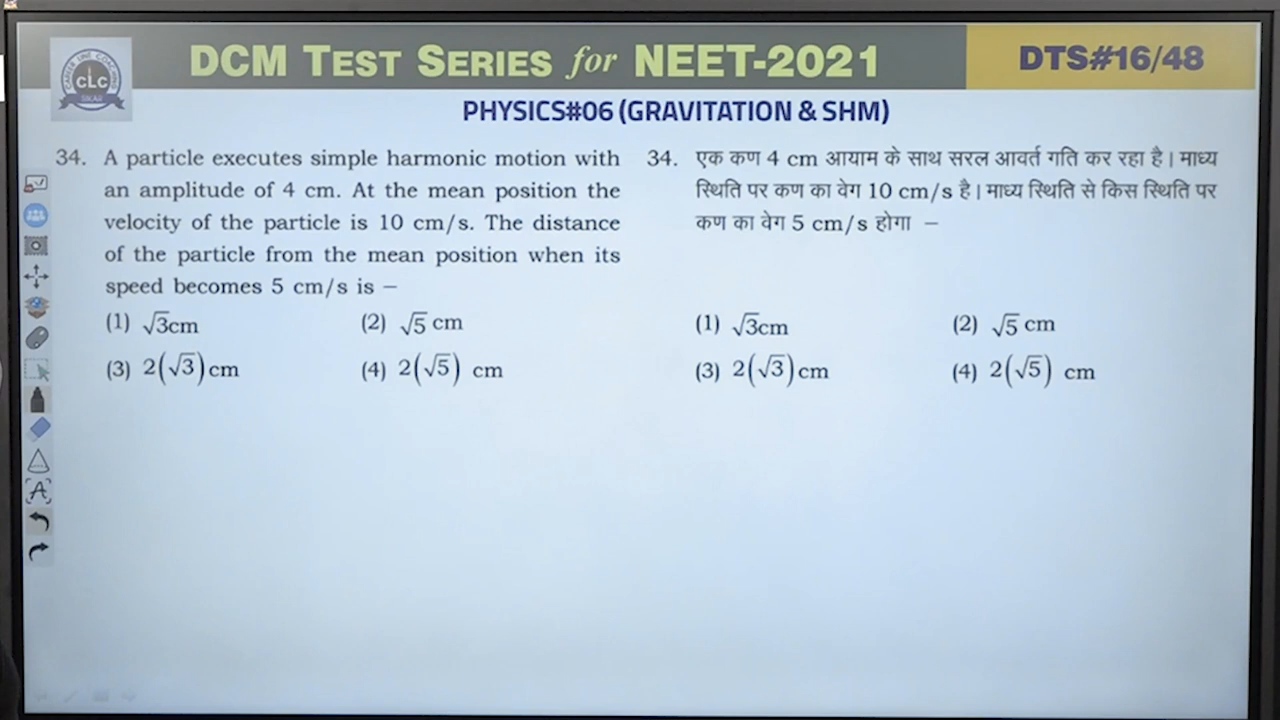 DCM TEST SERIES for NEET-2021
DTS#16/48
CLC
SIKAR
PHYSICS#06 (GRAVITATION & SHM)
34. A particle executes simple harmonic motion with
an amplitude of 4 cm. At the mean position the
velocity of the particle is 10 cm/s. The distance
of the particle from the mean position when its
speed becomes 5 cm/s is –
(1) √3cm (2) √5 cm
(3) 2(√3)cm (4) 2(√5) cm
34. एक कण 4 cm आयाम के साथ सरल आवर्त गति कर रहा है। माध्य
स्थिति पर कण का वेग 10 cm/s है। माध्य स्थिति से किस स्थिति पर
कण का वेग 5 cm/s होगा –
(1) √3cm (2) √5 cm
(3) 2(√3)cm (4) 2(√5) cm